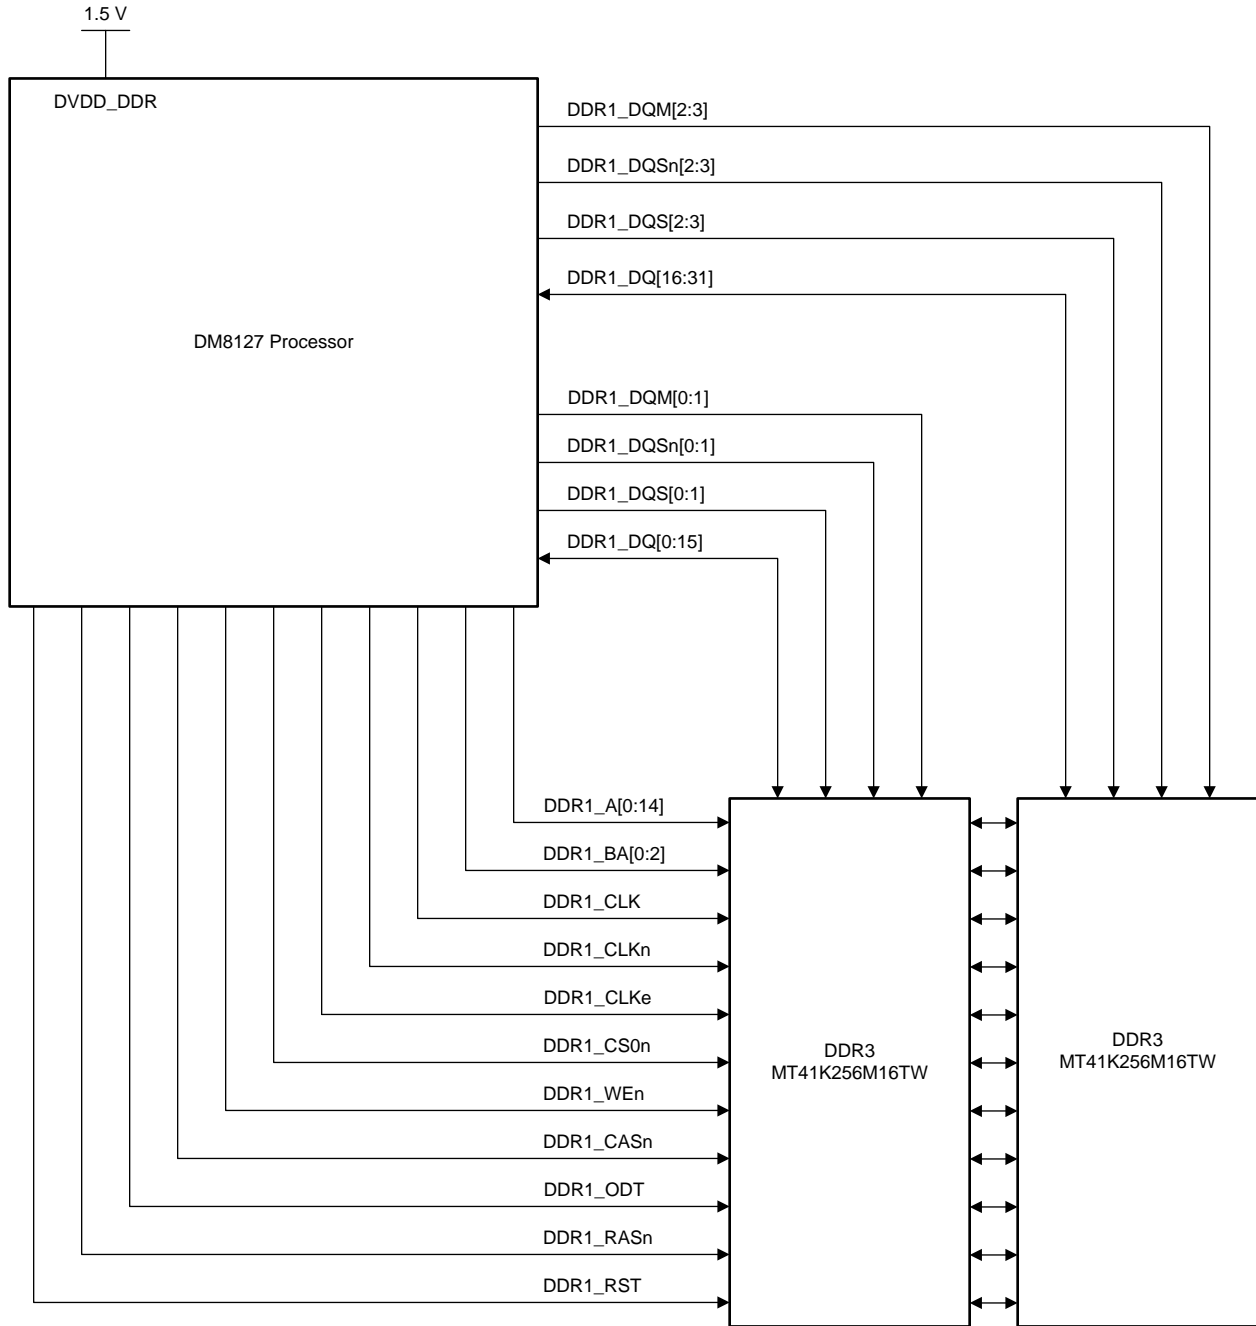 1.5 V
DVDD_DDR
DDR1_DQM[2:3]
DDR1_DQSn[2:3]
DDR1_DQS[2:3]
DDR1_DQ[16:31]
DM8127 Processor
DDR1_DQM[0:1]
DDR1_DQSn[0:1]
DDR1_DQS[0:1]
DDR1_DQ[0:15]
DDR1_A[0:14]
DDR1_BA[0:2]
DDR1_CLK
DDR1_CLKn
DDR1_CLKe
DDR1_CS0n
DDR1_WEn
DDR1_CASn
DDR1_ODT
DDR1_RASn
DDR1_RST
DDR3
MT41K256M16TW
DDR3
MT41K256M16TW